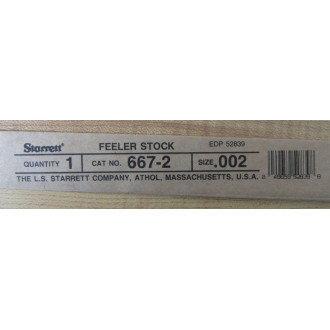 Starrett FEELER STOCK EDP 52839
QUANTITY 1 CAT NO. 667-2 SIZE .002
THE L.S. STARRETT COMPANY, ATHOL, MASSACHUSETTS, U.S.A.